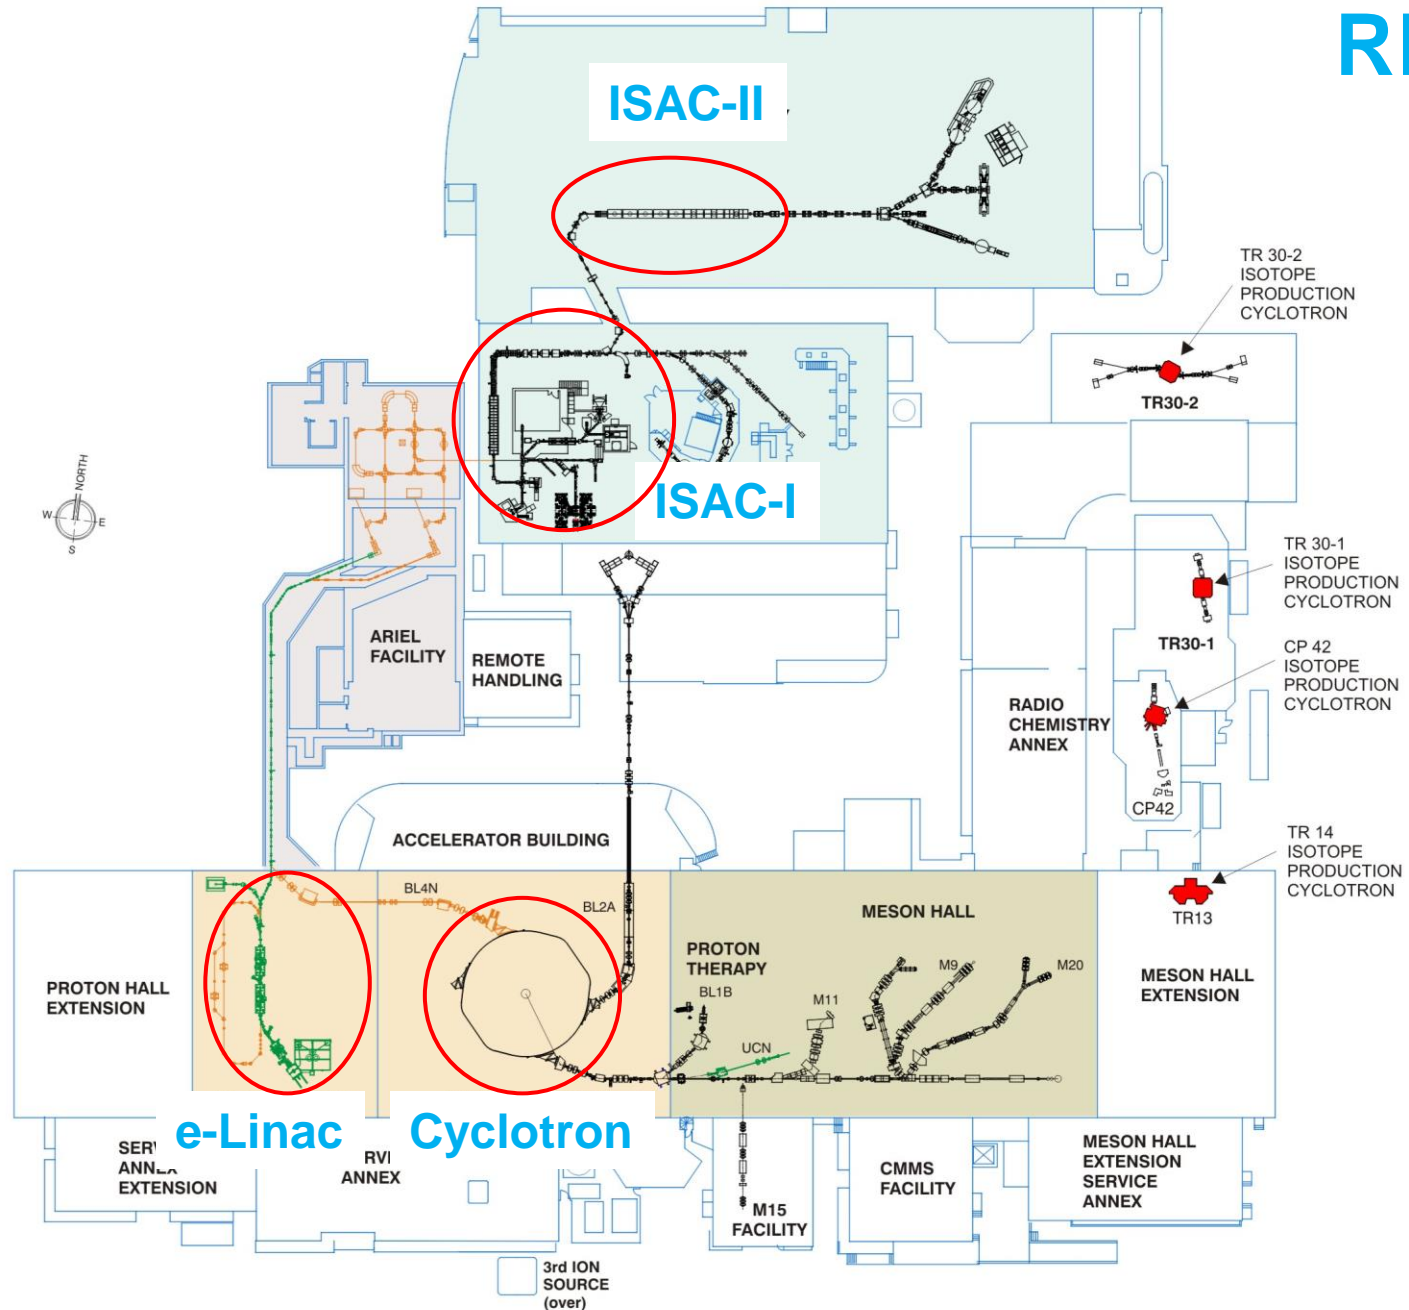 RI
ISAC-II
TR 30-2
ISOTOPE
PRODUCTION
CYCLOTRON
TR30-2
NORTH
W
E
S
ISAC-I
TR 30-1
ISOTOPE
PRODUCTION
CYCLOTRON
TR30-1
ARIEL
FACILITY
REMOTE
HANDLING
CP 42
ISOTOPE
PRODUCTION
CYCLOTRON
RADIO
CHEMISTRY
ANNEX
CP42
ACCELERATOR BUILDING
TR 14
ISOTOPE
PRODUCTION
CYCLOTRON
TR13
BL4N
BL2A
MESON HALL
PROTON
THERAPY
BL1B
M9
M20
M11
UCN
PROTON HALL
EXTENSION
MESON HALL
EXTENSION
e-Linac
Cyclotron
SERV
ANNEX
EXTENSION
ANNEX
M15
FACILITY
CMMS
FACILITY
MESON HALL
EXTENSION
SERVICE
ANNEX
3rd ION
SOURCE
(over)